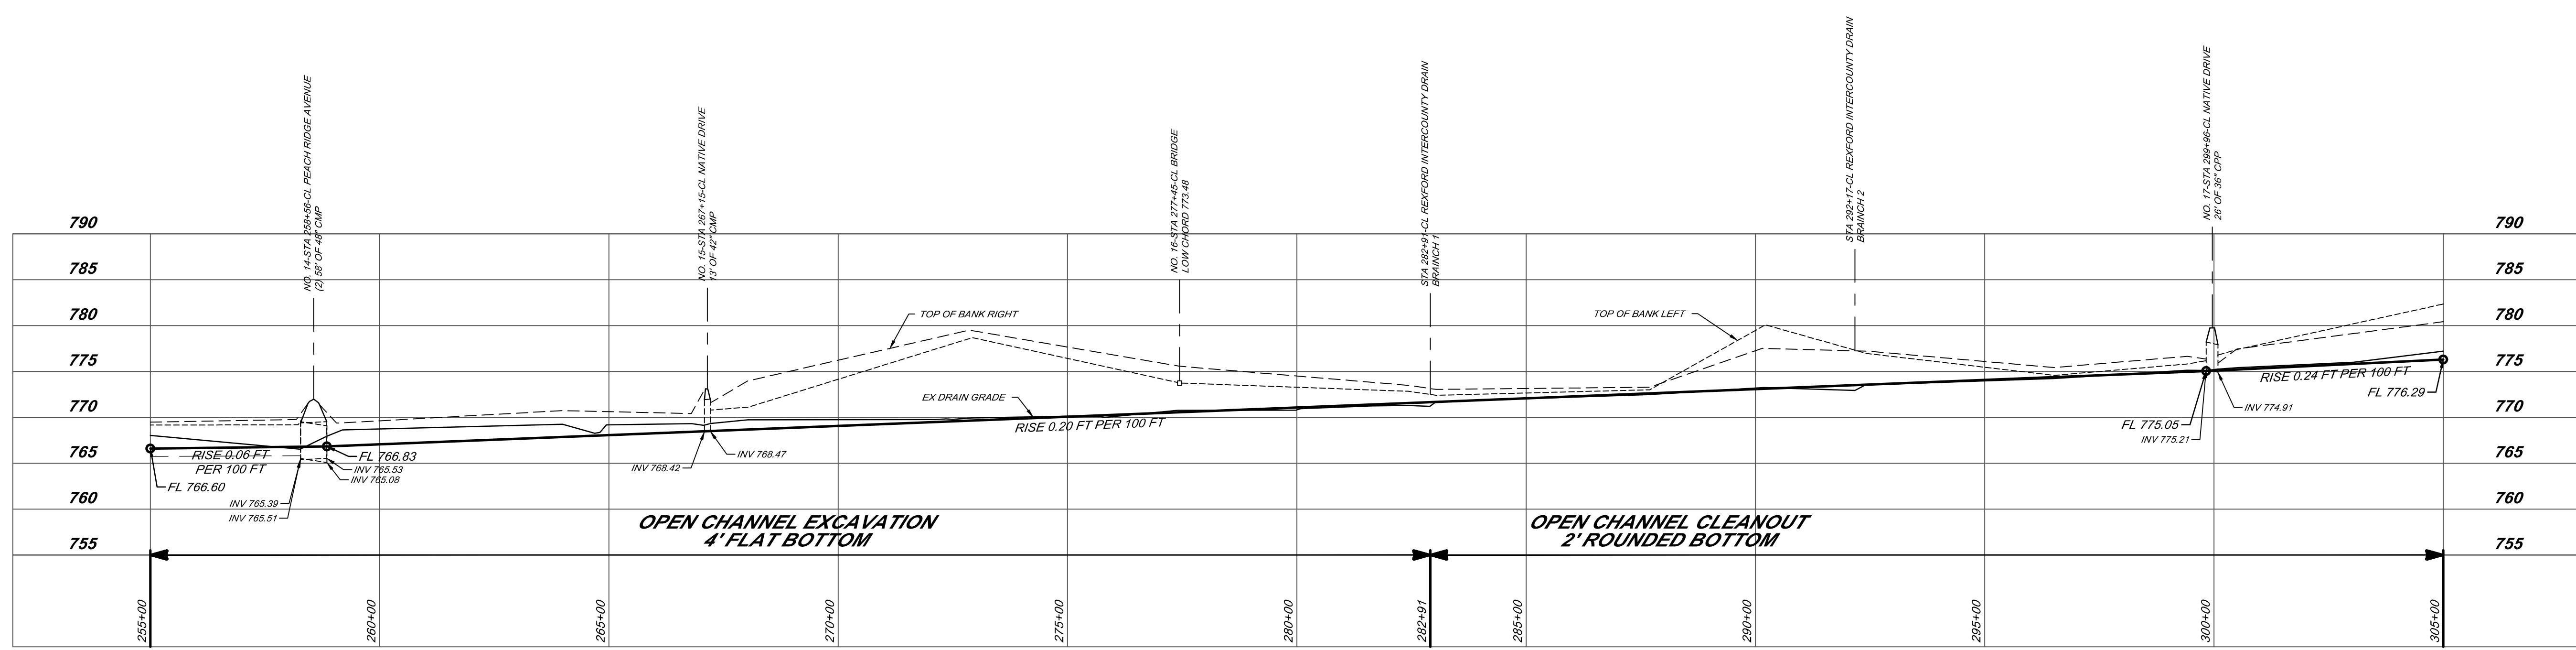 NO. 14-STA 258+56-CL PEACH RIDGE AVENUE
(2) 58' OF 48" CMP
NO. 15-STA 267+15-CL NATIVE DRIVE
13' OF 42" CMP
NO. 16-STA 277+45-CL BRIDGE
LOW CHORD 773.48
STA 282+91-CL REXFORD INTERCOUNTY DRAIN
BRAINCH 1
STA 292+17-CL REXFORD INTERCOUNTY DRAIN
BRAINCH 2
NO. 17-STA 299+96-CL NATIVE DRIVE
26' OF 36" CPP
790
790
785
785
780
780
775
775
770
770
765
765
760
760
755
755
TOP OF BANK RIGHT
TOP OF BANK LEFT
EX DRAIN GRADE
RISE 0.06 FT
PER 100 FT
RISE 0.20 FT PER 100 FT
RISE 0.24 FT PER 100 FT
FL 766.60
FL 766.83
INV 765.53
INV 765.08
INV 765.39
INV 765.51
INV 768.42
INV 768.47
FL 775.05
INV 775.21
INV 774.91
FL 776.29
OPEN CHANNEL EXCAVATION
4' FLAT BOTTOM
OPEN CHANNEL CLEANOUT
2' ROUNDED BOTTOM
255+00
260+00
265+00
270+00
275+00
280+00
282+91
285+00
290+00
295+00
300+00
305+00